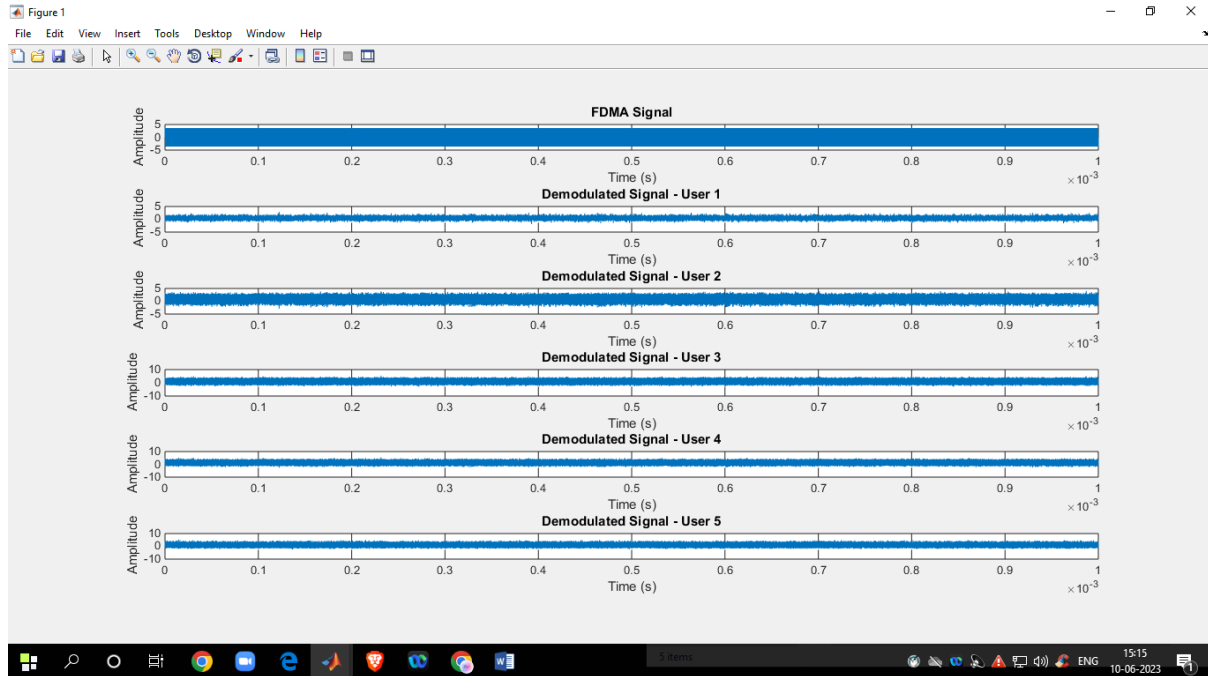 Figure 1
File Edit View Insert Tools Desktop Window Help
FDMA Signal
Amplitude
5
0
-5
0 0.1 0.2 0.3 0.4 0.5 0.6 0.7 0.8 0.9 1
Time (s)
×10-3
Demodulated Signal - User 1
Amplitude
5
0
-5
0 0.1 0.2 0.3 0.4 0.5 0.6 0.7 0.8 0.9 1
Time (s)
×10-3
Demodulated Signal - User 2
Amplitude
5
0
-5
0 0.1 0.2 0.3 0.4 0.5 0.6 0.7 0.8 0.9 1
Time (s)
×10-3
Demodulated Signal - User 3
Amplitude
10
0
-10
0 0.1 0.2 0.3 0.4 0.5 0.6 0.7 0.8 0.9 1
Time (s)
×10-3
Demodulated Signal - User 4
Amplitude
10
0
-10
0 0.1 0.2 0.3 0.4 0.5 0.6 0.7 0.8 0.9 1
Time (s)
×10-3
Demodulated Signal - User 5
Amplitude
10
0
-10
0 0.1 0.2 0.3 0.4 0.5 0.6 0.7 0.8 0.9 1
Time (s)
×10-3
5 items
ENG
15:15
10-06-2023
1